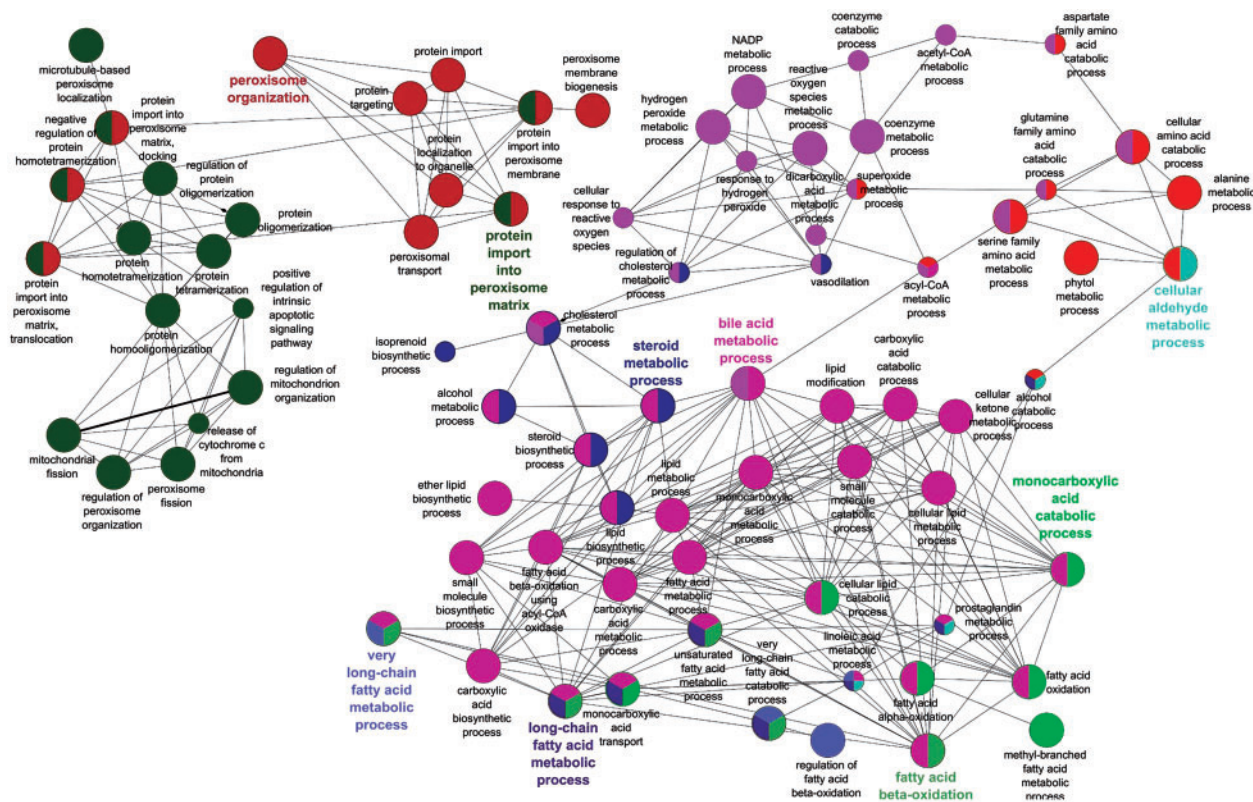 microtubule-based
peroxisome
localization
negative
regulation of
protein
homotetramerization
protein
import into
peroxisome
matrix,
docking
regulation of
protein
oligomerization
protein
oligomerization
protein
homotetramerization
protein
tetramerization
protein
import into
peroxisome
matrix,
translocation
protein
homooligomerization
positive
regulation of
intrinsic
apoptotic
signaling
pathway
regulation of
mitochondrion
organization
release of
cytochrome c
from
mitochondria
mitochondrial
fission
regulation of
peroxisome
organization
peroxisome
fission
peroxisome
organization
protein import
protein
targeting
peroxisome
membrane
biogenesis
protein
import into
peroxisome
membrane
protein
localization
to organelle
peroxisomal
transport
protein
import
into
peroxisome
matrix
coenzyme
catabolic
process
NADP
metabolic
process
acetyl-CoA
metabolic
process
aspartate
family amino
acid
catabolic
process
hydrogen
peroxide
metabolic
process
reactive
oxygen
species
metabolic
process
coenzyme
metabolic
process
glutamine
family amino
acid
catabolic
process
cellular
amino acid
catabolic
process
alanine
metabolic
process
response to
hydrogen
peroxide
dicarboxylic
acid
metabolic
process
superoxide
metabolic
process
cellular
response to
reactive
oxygen
species
regulation of
cholesterol
metabolic
process
vasodilation
acyl-CoA
metabolic
process
serine family
amino acid
metabolic
process
phytol
metabolic
process
cellular
aldehyde
metabolic
process
cholesterol
metabolic
process
isoprenoid
biosynthetic
process
steroid
metabolic
process
bile acid
metabolic
process
carboxylic
acid
catabolic
process
lipid
modification
alcohol
catabolic
process
cellular
ketone
metabolic
process
alcohol
metabolic
process
steroid
biosynthetic
process
lipid
metabolic
process
monocarboxylic
acid
metabolic
process
small
molecule
catabolic
process
cellular lipid
metabolic
process
monocarboxylic
acid
catabolic
process
ether lipid
biosynthetic
process
lipid
biosynthetic
process
small
molecule
biosynthetic
process
fatty acid
beta-oxidation
using
acyl-CoA
oxidase
carboxylic
acid
metabolic
process
fatty acid
metabolic
process
cellular lipid
catabolic
process
prostaglandin
metabolic
process
very
long-chain
fatty acid
metabolic
process
carboxylic
acid
biosynthetic
process
long-chain
fatty acid
metabolic
process
monocarboxylic
acid
transport
unsaturated
fatty acid
metabolic
process
very
long-chain
fatty acid
catabolic
process
linoleic acid
metabolic
process
regulation of
fatty acid
beta-oxidation
fatty acid
alpha-oxidation
fatty acid
oxidation
fatty acid
beta-oxidation
methyl-branched
fatty acid
metabolic
process